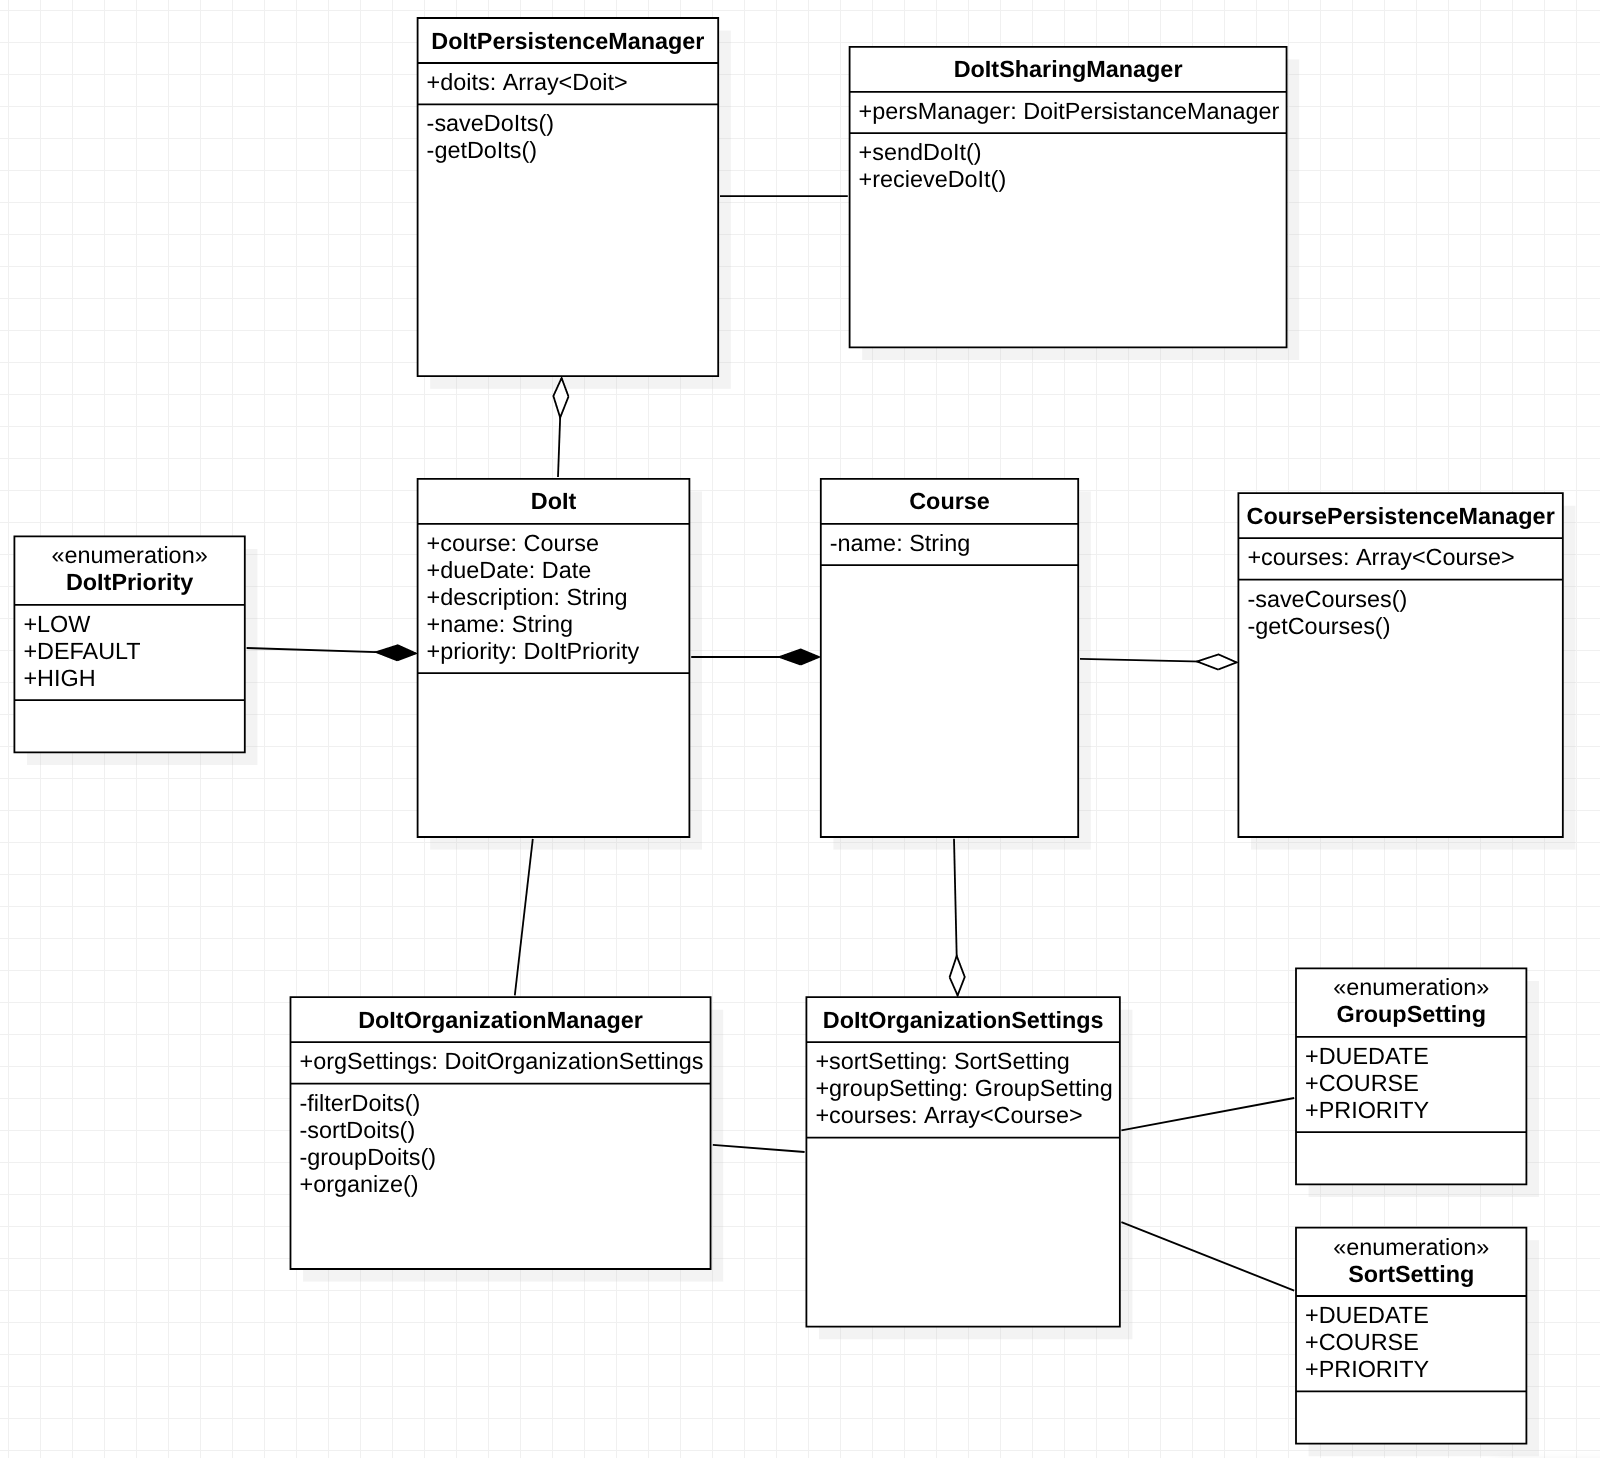 DoItPersistenceManager
+doits: Array<Doit>
-saveDoIts()
-getDoIts()
DoItSharingManager
+persManager: DoitPersistanceManager
+sendDoIt()
+recieveDoIt()
«enumeration»
DoItPriority
+LOW
+DEFAULT
+HIGH
DoIt
+course: Course
+dueDate: Date
+description: String
+name: String
+priority: DoItPriority
Course
-name: String
CoursePersistenceManager
+courses: Array<Course>
-saveCourses()
-getCourses()
DoItOrganizationManager
+orgSettings: DoitOrganizationSettings
-filterDoits()
-sortDoits()
-groupDoits()
+organize()
DoItOrganizationSettings
+sortSetting: SortSetting
+groupSetting: GroupSetting
+courses: Array<Course>
«enumeration»
GroupSetting
+DUEDATE
+COURSE
+PRIORITY
«enumeration»
SortSetting
+DUEDATE
+COURSE
+PRIORITY